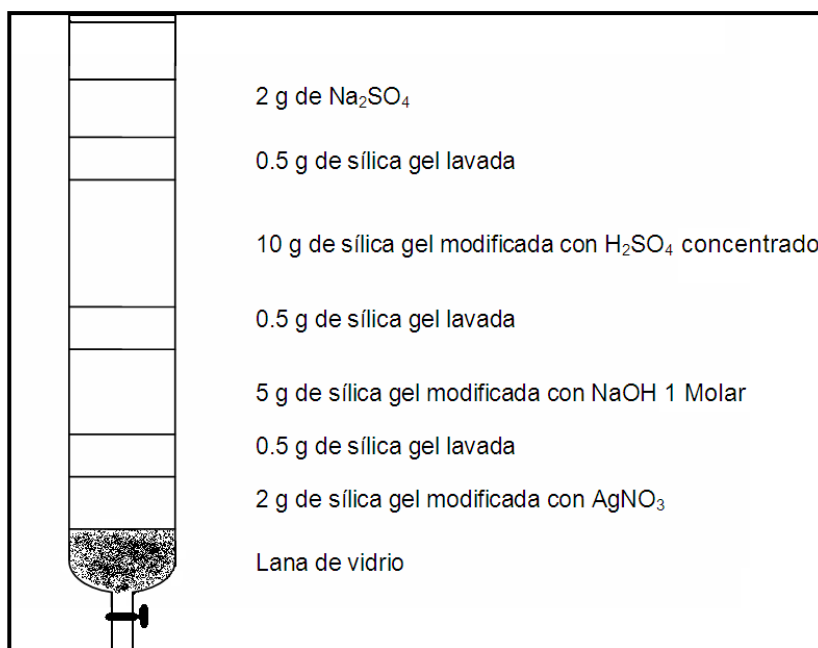 2 g de Na₂SO₄
0.5 g de sílica gel lavada
10 g de sílica gel modificada con H₂SO₄ concentrado
0.5 g de sílica gel lavada
5 g de sílica gel modificada con NaOH 1 Molar
0.5 g de sílica gel lavada
2 g de sílica gel modificada con AgNO₃
Lana de vidrio